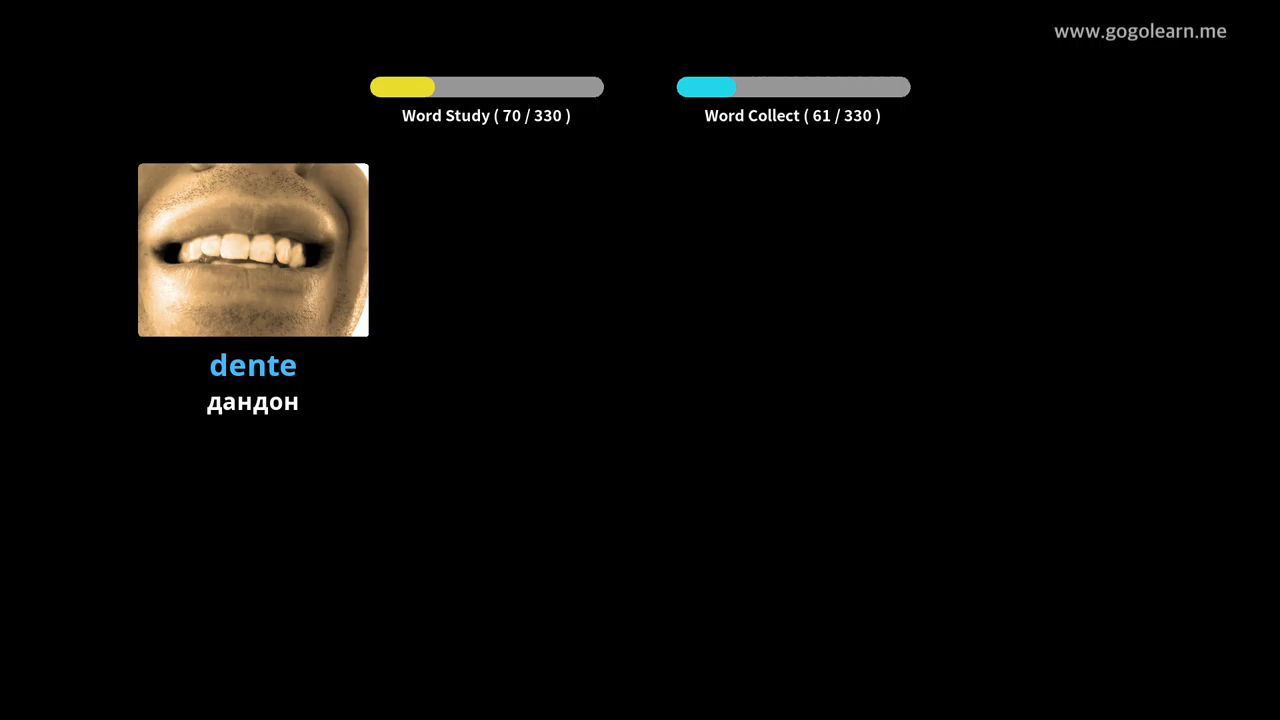 www.gogolearn.me
Word Study ( 70 / 330 )
Word Collect ( 61 / 330 )
dente
дандон